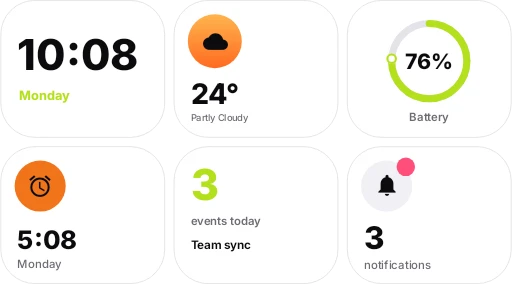 10:08
Monday
24°
Partly Cloudy
76%
Battery
5:08
Monday
3
events today
Team sync
3
notifications